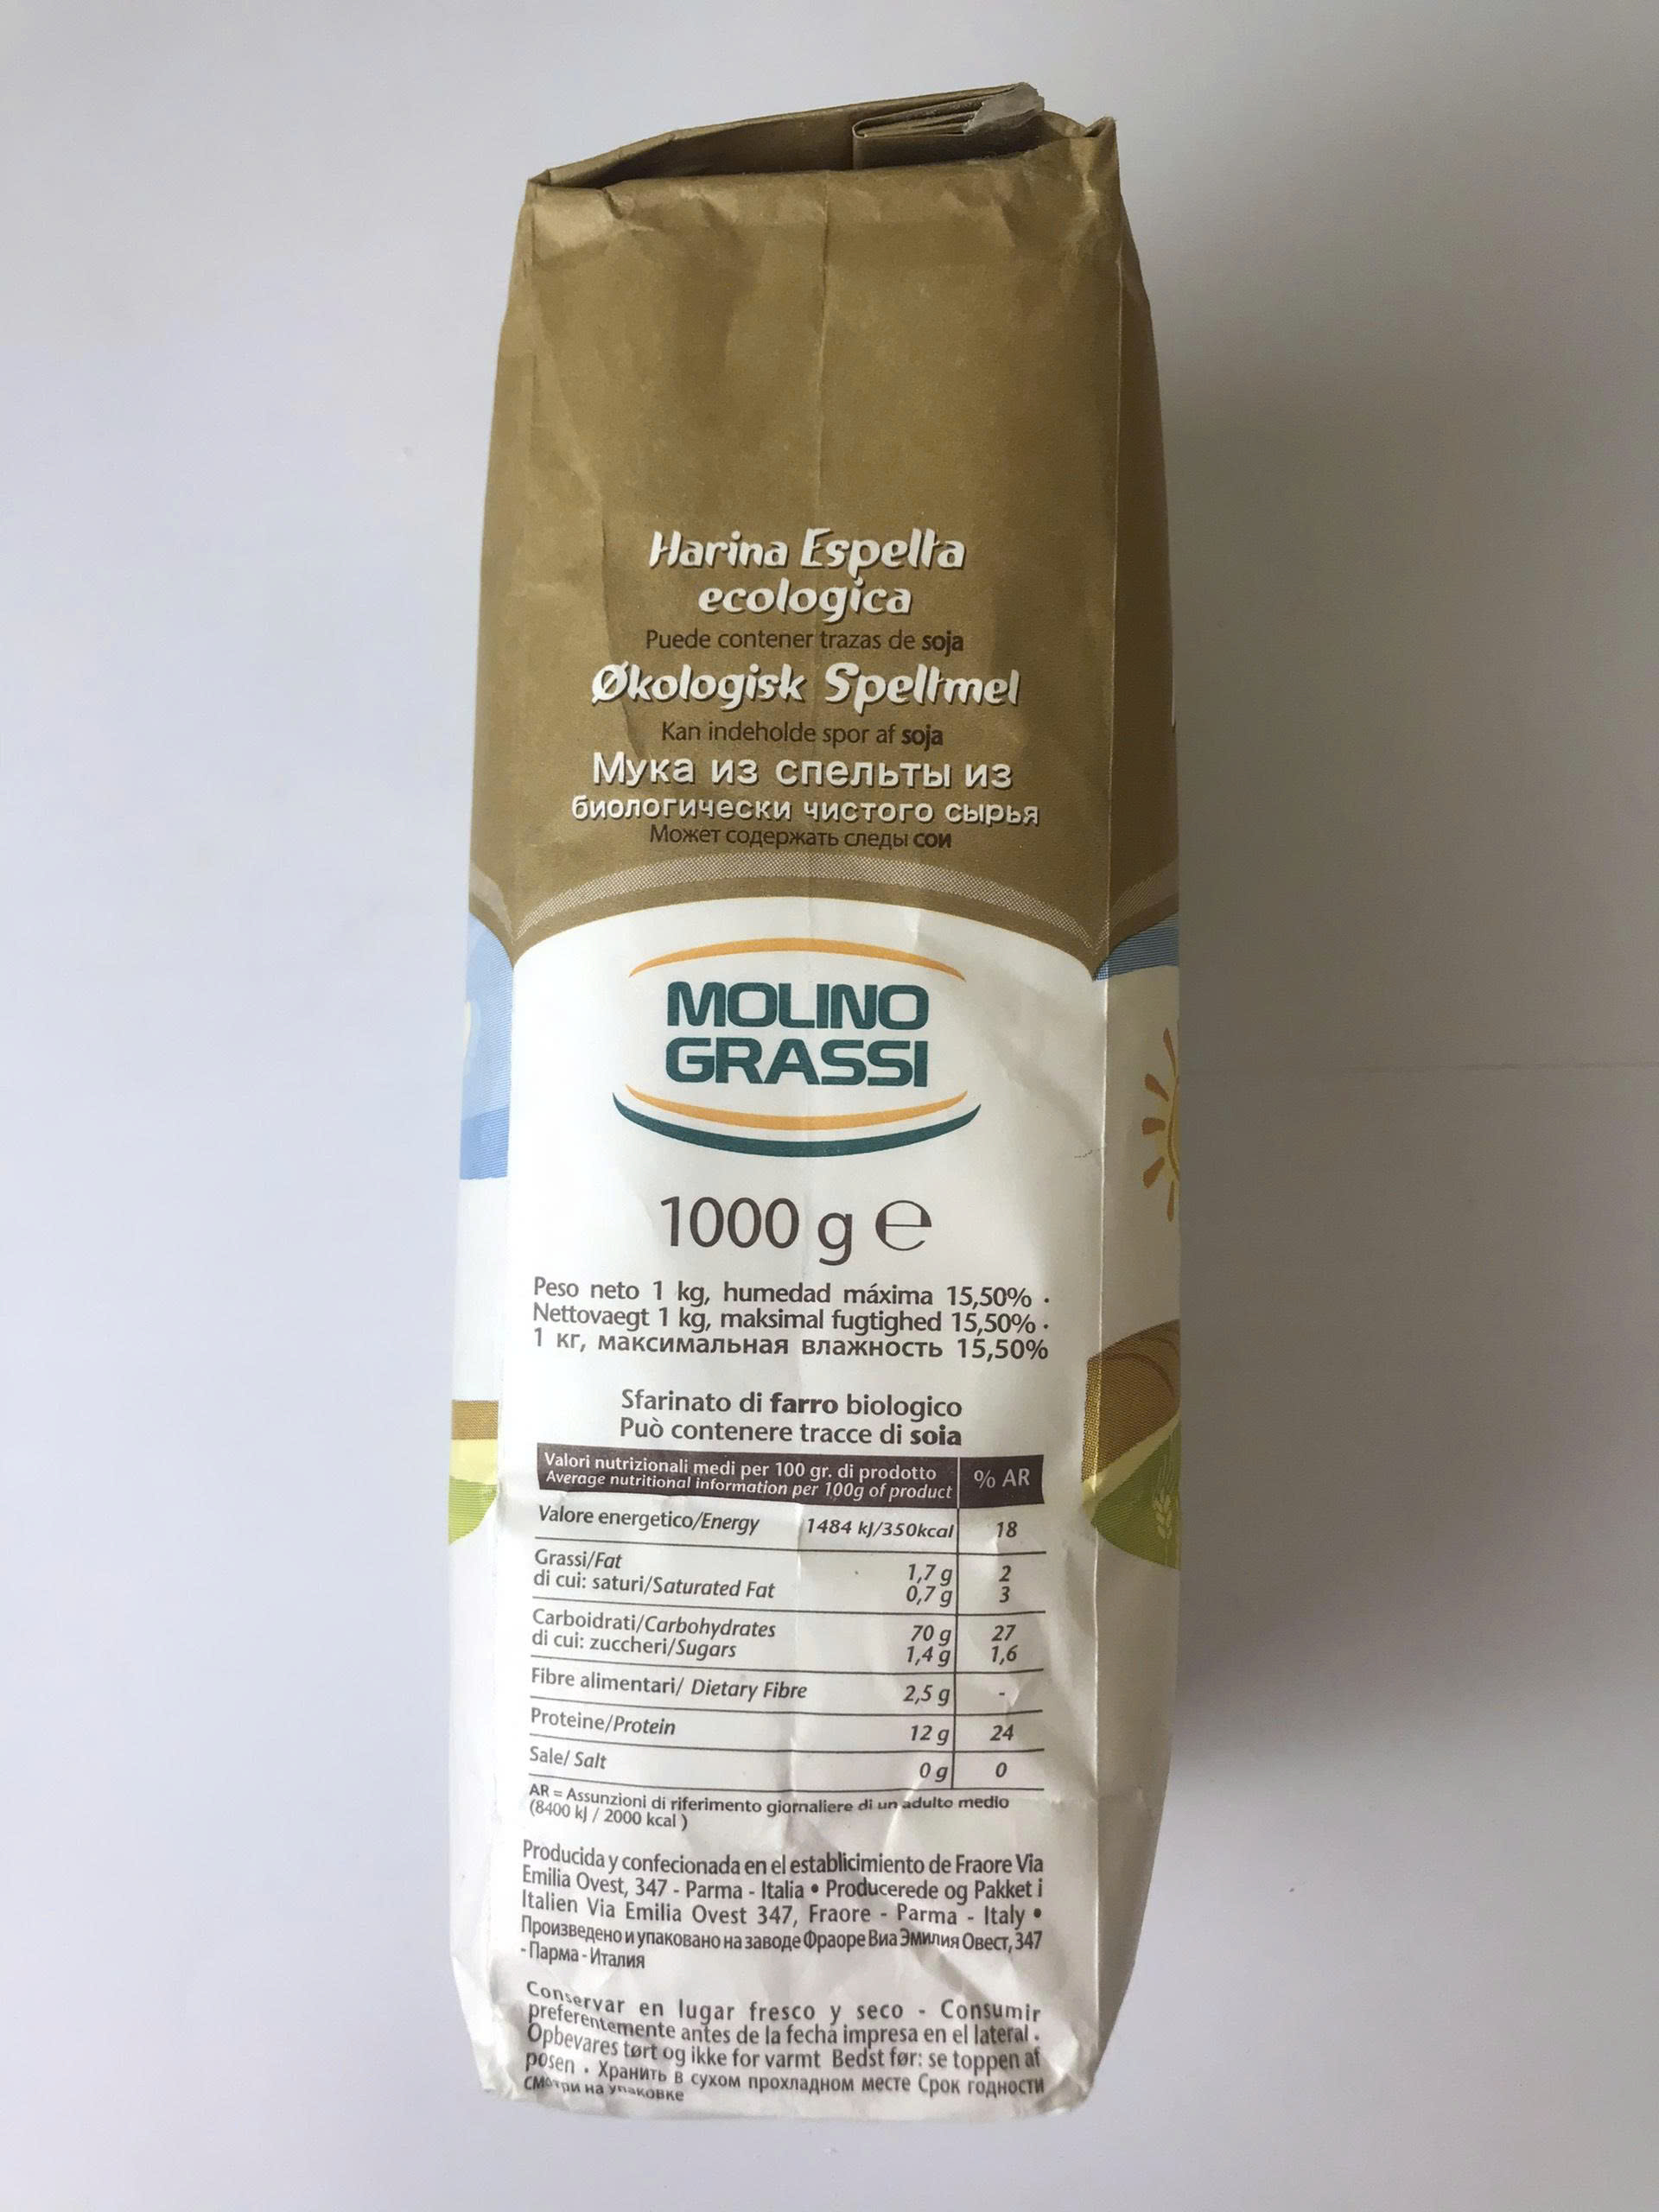 Harina Espelta
ecologica
Puede contener trazas de soja
Økologisk Speltmel
Kan indeholde spor af soja
Мука из спельты из
биологически чистого сырья
Может содержать следы сои
MOLINO
GRASSI
1000 g e
Peso neto 1 kg, humedad máxima 15,50% ·
Nettovaegt 1 kg, maksimal fugtighed 15,50% ·
1 кг, максимальная влажность 15,50%
Sfarinato di farro biologico
Può contenere tracce di soia
Valori nutrizionali medi per 100 gr. di prodotto % AR
Average nutritional information per 100g of product
Valore energetico/Energy 1484 kJ/350kcal 18
Grassi/Fat 1,7 g 2
di cui: saturi/Saturated Fat 0,7 g 3
Carboidrati/Carbohydrates 70 g 27
di cui: zuccheri/Sugars 1,4 g 1,6
Fibre alimentari/ Dietary Fibre 2,5 g -
Proteine/Protein 12 g 24
Sale/ Salt 0 g 0
AR = Assunzioni di riferimento giornaliere di un adulto medio
(8400 kJ / 2000 kcal )
Producida y confecionada en el establicimiento de Fraore Via
Emilia Ovest, 347 - Parma - Italia • Producerede og Pakket i
Italien Via Emilia Ovest 347, Fraore - Parma - Italy •
Произведено и упаковано на заводе Фраоре Виа Эмилия Овест, 347
- Парма - Италия
Conservar en lugar fresco y seco - Consumir
preferentemente antes de la fecha impresa en el lateral ·
Opbevares tørt og ikke for varmt Bedst før: se toppen af
posen · Хранить в сухом прохладном месте Срок годности
смотри на упаковке